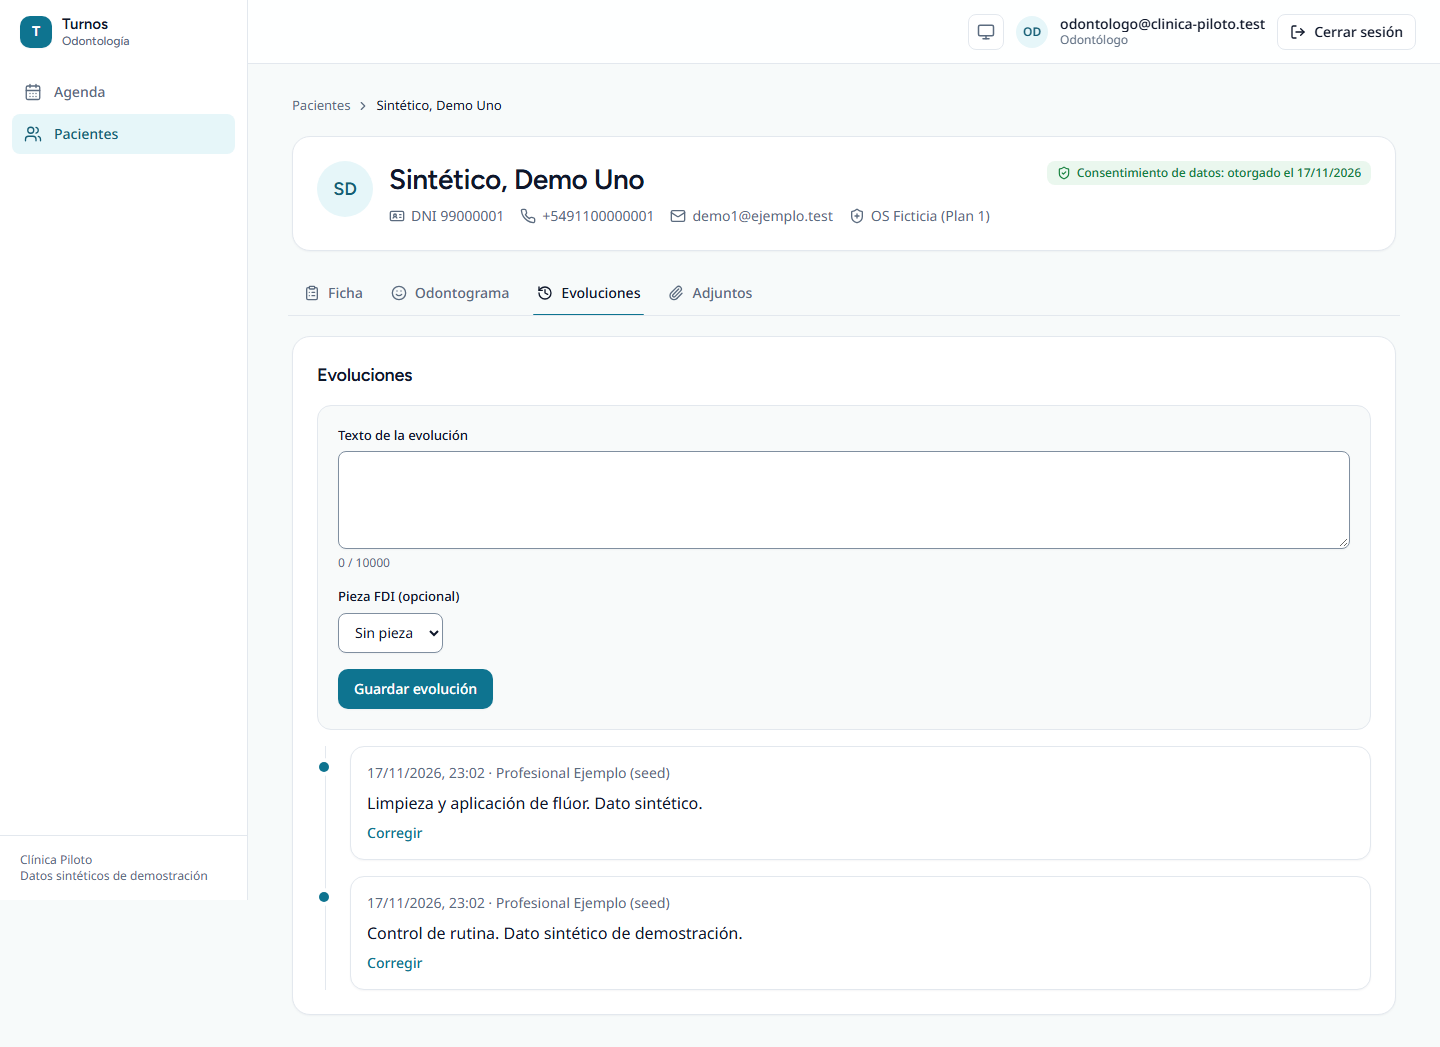 T
Turnos
Odontología
OD
odontologo@clinica-piloto.test
Odontólogo
Cerrar sesión
Agenda
Pacientes
Pacientes > Sintético, Demo Uno
SD
Sintético, Demo Uno
Consentimiento de datos: otorgado el 17/11/2026
DNI 99000001 +5491100000001 demo1@ejemplo.test OS Ficticia (Plan 1)
Ficha Odontograma Evoluciones Adjuntos
Evoluciones
Texto de la evolución
0 / 10000
Pieza FDI (opcional)
Sin pieza
Guardar evolución
17/11/2026, 23:02 · Profesional Ejemplo (seed)
Limpieza y aplicación de flúor. Dato sintético.
Corregir
17/11/2026, 23:02 · Profesional Ejemplo (seed)
Control de rutina. Dato sintético de demostración.
Corregir
Clínica Piloto
Datos sintéticos de demostración